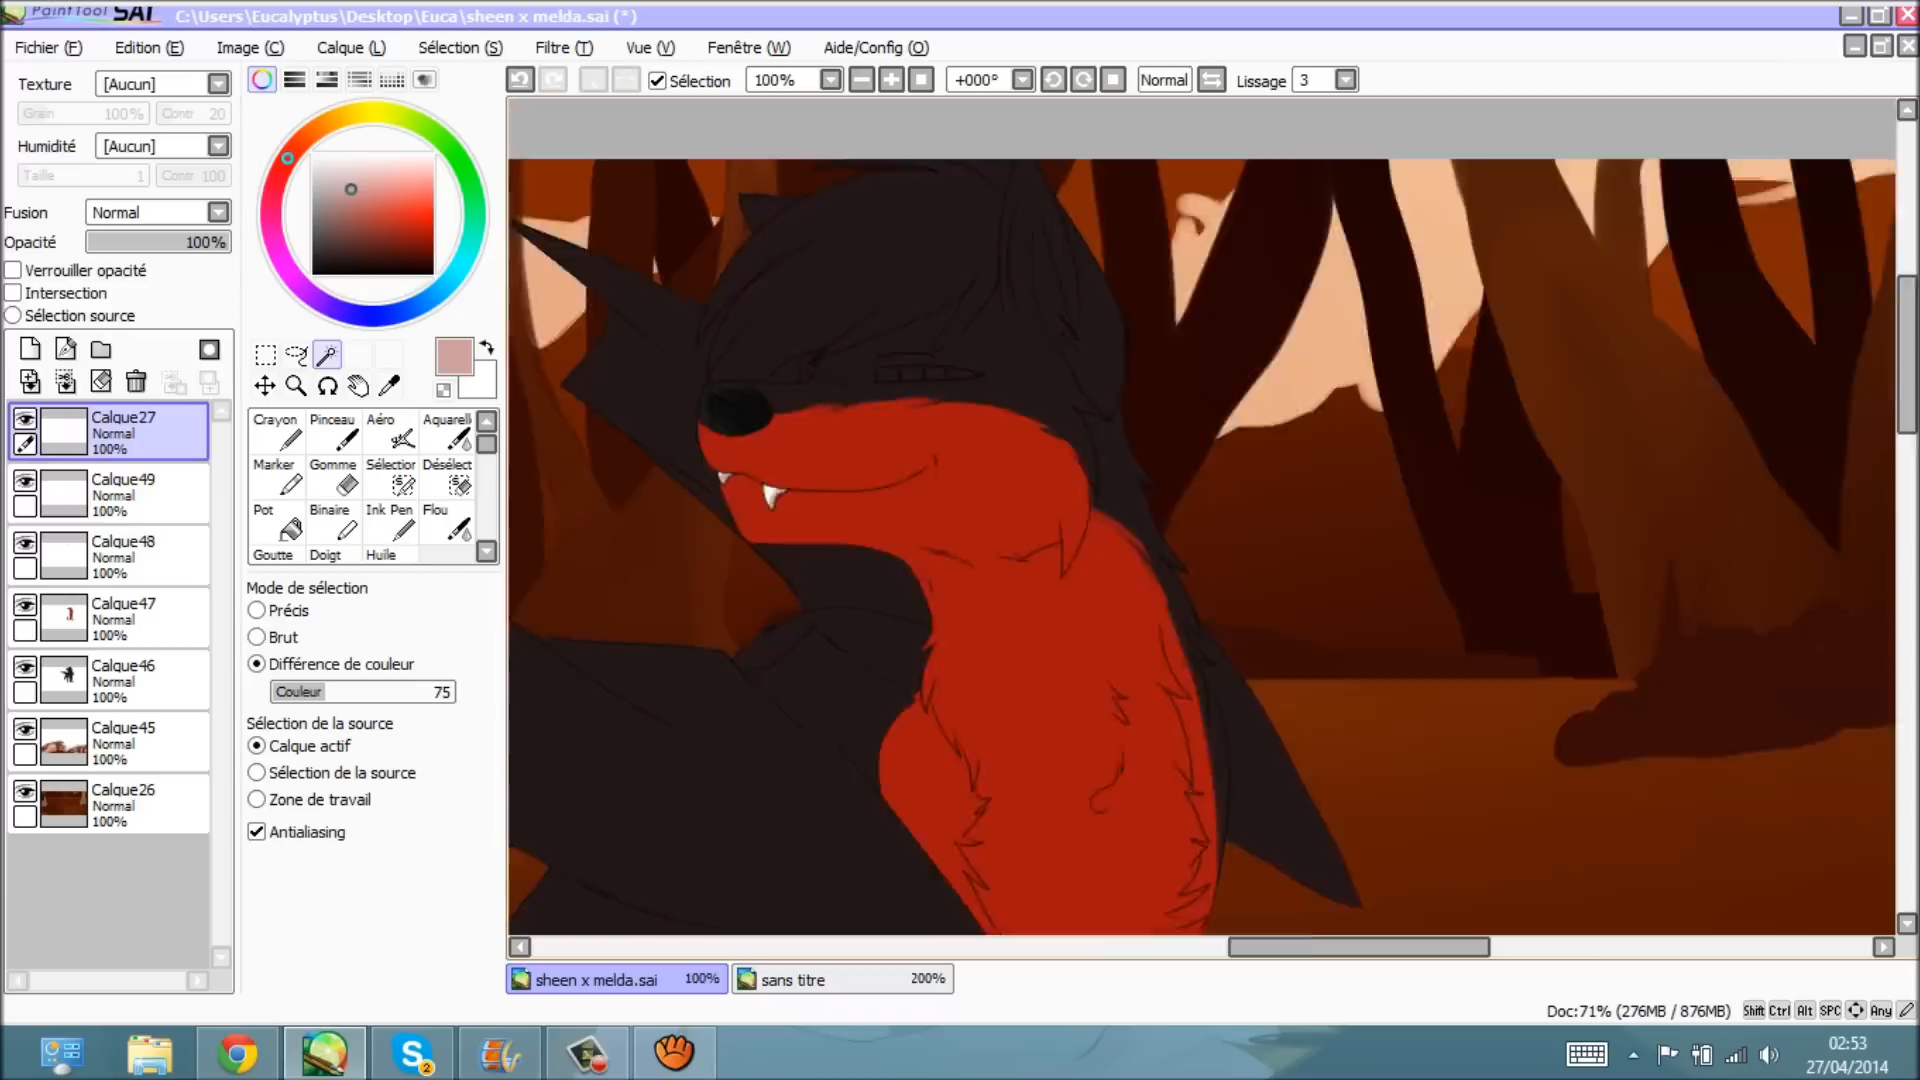 PaintTool SAI C:\Users\Eucalyptus\Desktop\Euca\sheen x melda.sai (*)
Fichier (F) Edition (E) Image (C) Calque (L) Sélection (S) Filtre (T) Vue (V) Fenêtre (W) Aide/Config (O)
Sélection 100% +000° Normal Lissage 3
Texture [Aucun]
Grain 100% Contr 20
Humidité [Aucun]
Taille 1 Contr 100
Fusion Normal
Opacité 100%
Verrouiller opacité
Intersection
Sélection source
Calque27
Normal
100%
Calque49
Normal
100%
Calque48
Normal
100%
Calque47
Normal
100%
Calque46
Normal
100%
Calque45
Normal
100%
Calque26
Normal
100%
Crayon Pinceau Aéro Aquarell
Marker Gomme Sélection Désélect
Pot Binaire Ink Pen Flou
Goutte Doigt Huile
Mode de sélection
Précis
Brut
Différence de couleur
Couleur 75
Sélection de la source
Calque actif
Sélection de la source
Zone de travail
Antialiasing
sheen x melda.sai 100% sans titre 200%
Doc:71% (276MB / 876MB) Shift Ctrl Alt SPC Any
S 2
02:53
27/04/2014